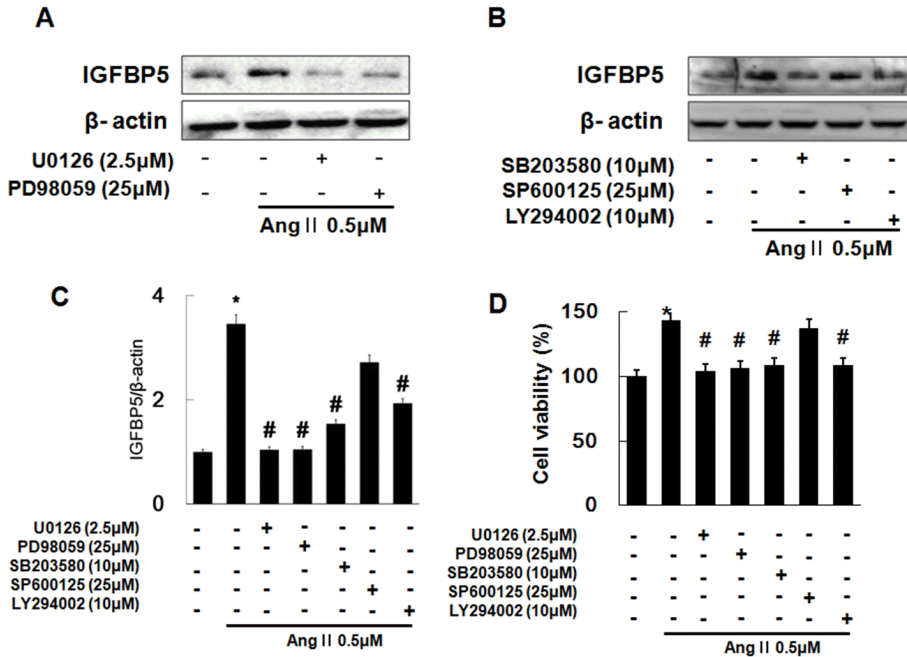 A
IGFBP5
β- actin
U0126 (2.5μM) - - + -
PD98059 (25μM) - - - +
Ang II 0.5μM
B
IGFBP5
β- actin
SB203580 (10μM) - - + - -
SP600125 (25μM) - - - + -
LY294002 (10μM) - - - - +
Ang II 0.5μM
C
IGFBP5/β-actin
4
2
0
*
# # # #
U0126 (2.5μM) - - + - - - -
PD98059 (25μM) - - - + - - -
SB203580 (10μM) - - - - + - -
SP600125 (25μM) - - - - - + -
LY294002 (10μM) - - - - - - +
Ang II 0.5μM
D
Cell viability (%)
150
100
50
0
*
# # # #
U0126 (2.5μM) - - + - - - -
PD98059 (25μM) - - - + - - -
SB203580 (10μM) - - - - + - -
SP600125 (25μM) - - - - - + -
LY294002 (10μM) - - - - - - +
Ang II 0.5μM